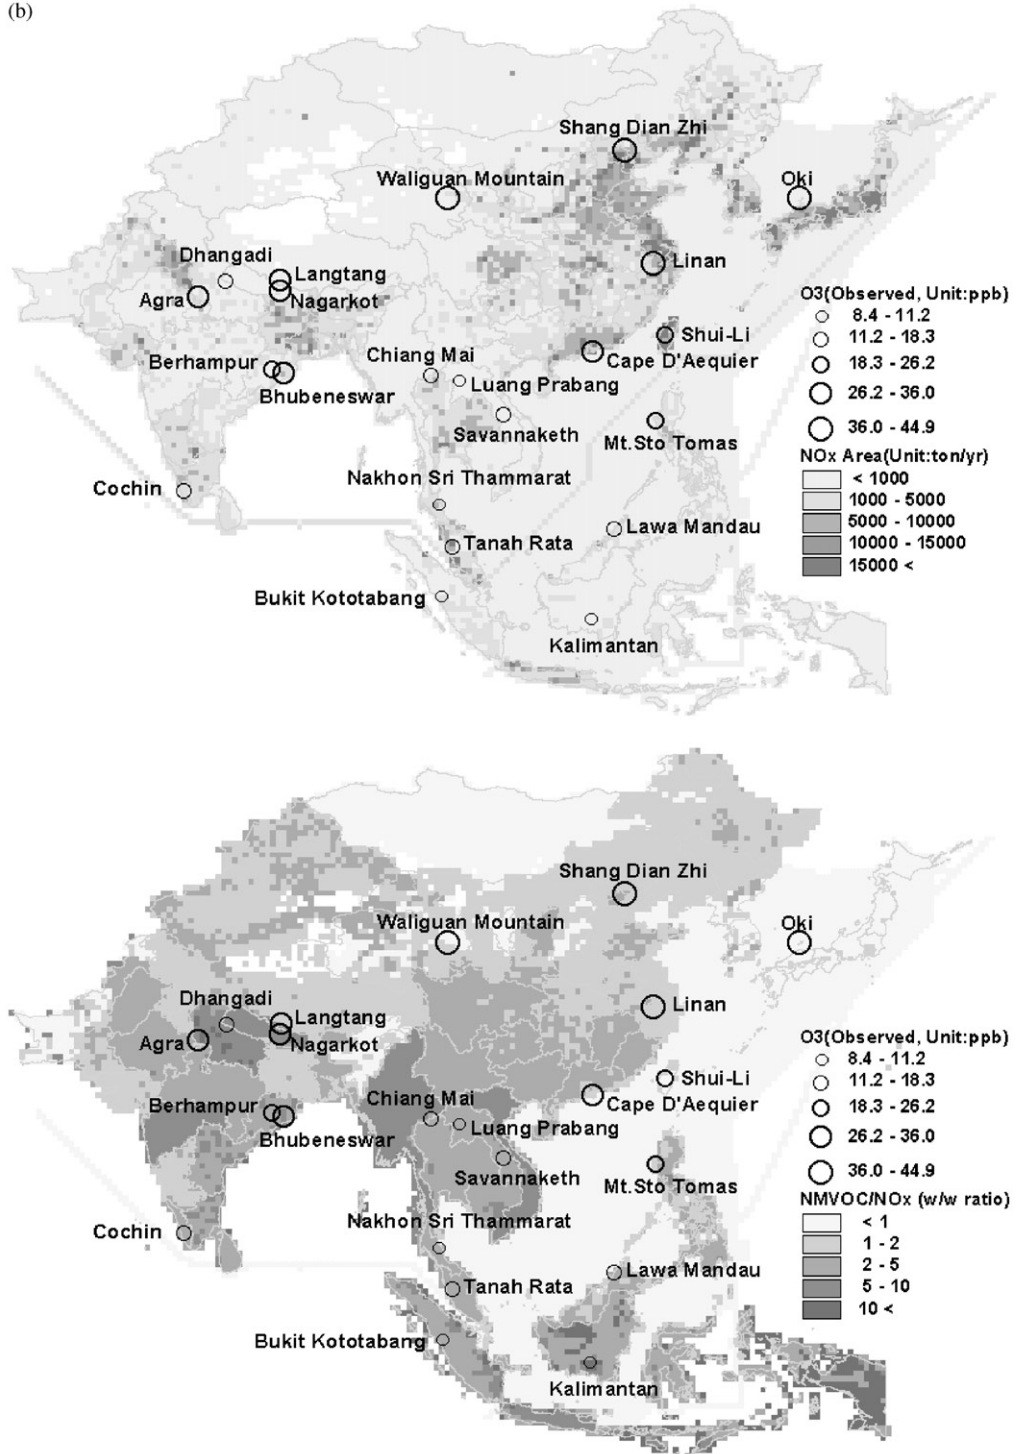 (b)
Shang Dian Zhi
Waliguan Mountain
Oki
Dhangadi
Langtang
Linan
Agra
Nagarkot
O3(Observed, Unit:ppb)
8.4 - 11.2
11.2 - 18.3
18.3 - 26.2
26.2 - 36.0
36.0 - 44.9
Shui-Li
Berhampur
Chiang Mai
Cape D'Aequier
Bhubeneswar
Luang Prabang
Savannaketh
Mt.Sto Tomas
NOx Area(Unit:ton/yr)
< 1000
1000 - 5000
5000 - 10000
10000 - 15000
15000 <
Nakhon Sri Thammarat
Cochin
Lawa Mandau
Tanah Rata
Bukit Kototabang
Kalimantan
Shang Dian Zhi
Waliguan Mountain
Oki
Dhangadi
Langtang
Linan
Agra
Nagarkot
O3(Observed, Unit:ppb)
8.4 - 11.2
11.2 - 18.3
18.3 - 26.2
26.2 - 36.0
36.0 - 44.9
Shui-Li
Berhampur
Chiang Mai
Cape D'Aequier
Bhubeneswar
Luang Prabang
Savannaketh
Mt.Sto Tomas
NMVOC/NOx (w/w ratio)
< 1
1 - 2
2 - 5
5 - 10
10 <
Nakhon Sri Thammarat
Cochin
Lawa Mandau
Tanah Rata
Bukit Kototabang
Kalimantan